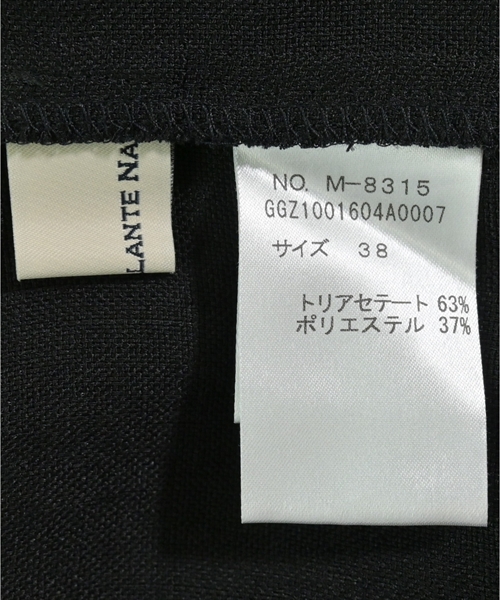 LANTE NA
NO. M-8315
GGZ1001604A0007
サイズ 38
トリアセテート 63%
ポリエステル 37%